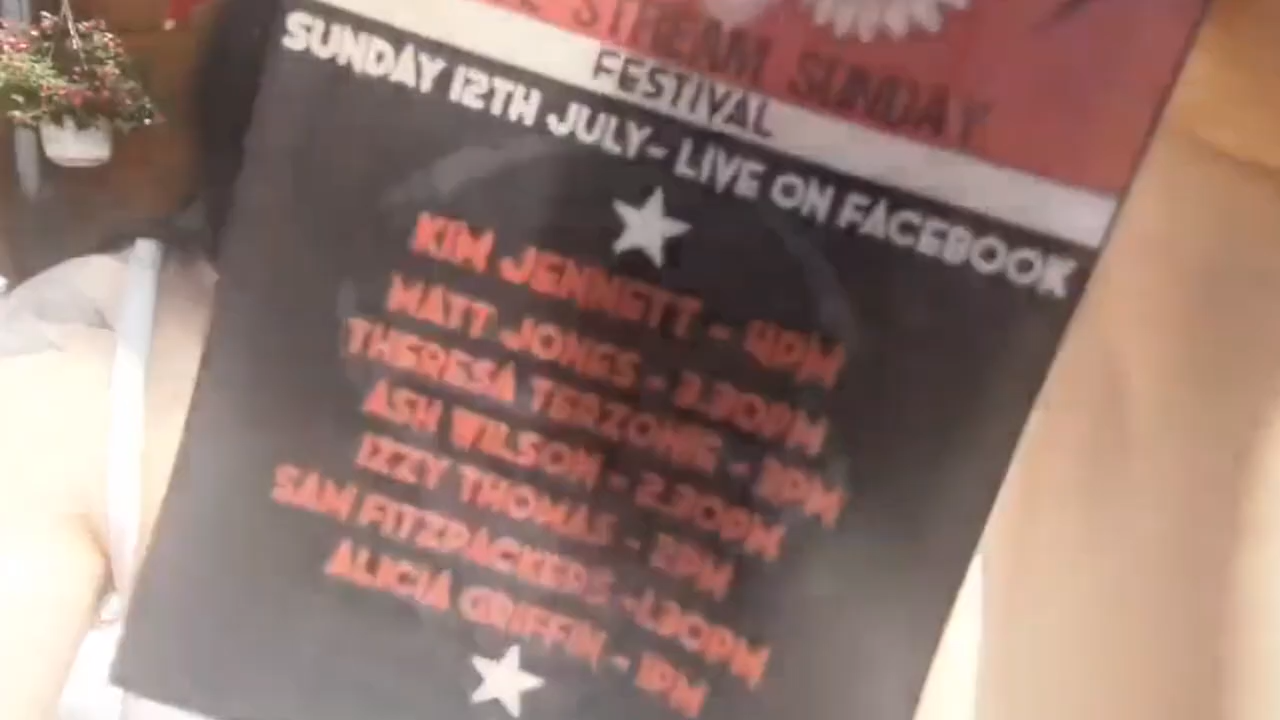 STREAM SUNDAY
FESTIVAL
SUNDAY 12TH JULY- LIVE ON FACEBOOK
KIM JENNETT - 4PM
MATT JONES - 3.30PM
THERESA TERZONIE - 3PM
ASH WILSON - 2.30PM
IZZY THOMAS - 2PM
SAM FITZPACKERS -1.30PM
ALICIA GRIFFIN - 1PM